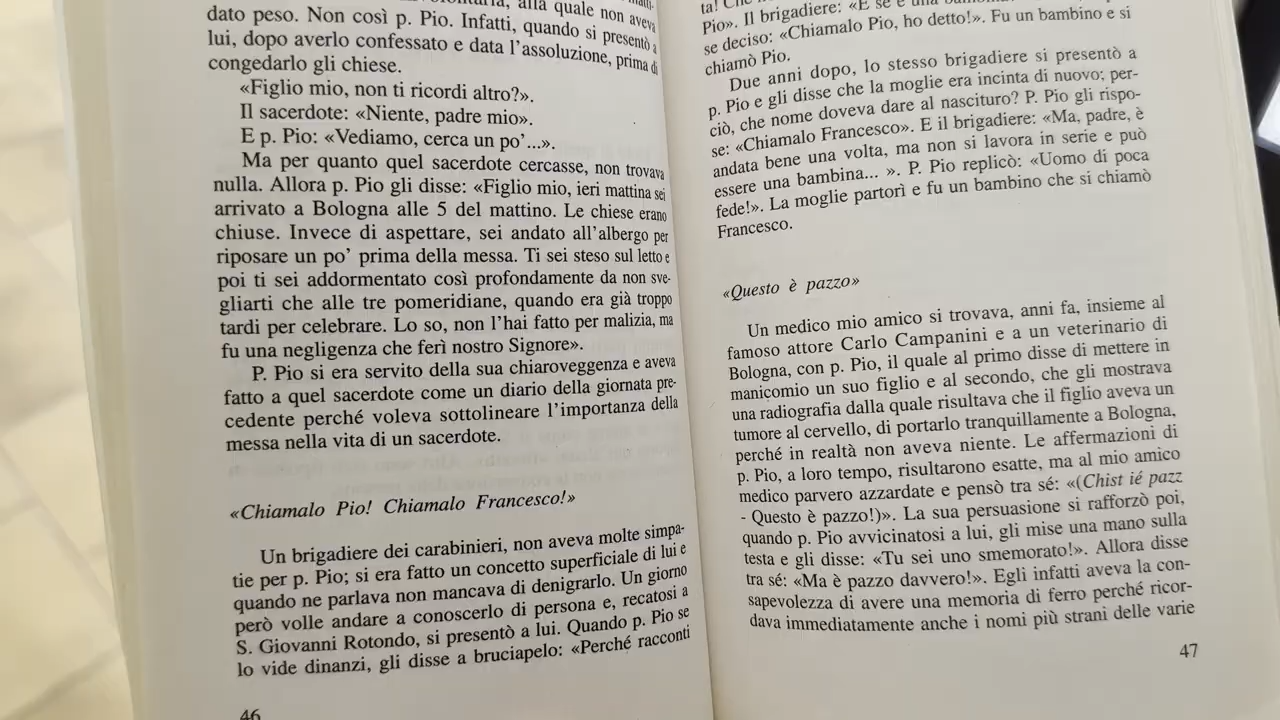 alla quale non aveva
dato peso. Non così p. Pio. Infatti, quando si presentò a
lui, dopo averlo confessato e data l'assoluzione, prima di
congedarlo gli chiese.
«Figlio mio, non ti ricordi altro?».
Il sacerdote: «Niente, padre mio».
E p. Pio: «Vediamo, cerca un po'...».
Ma per quanto quel sacerdote cercasse, non trovava
nulla. Allora p. Pio gli disse: «Figlio mio, ieri mattina sei
arrivato a Bologna alle 5 del mattino. Le chiese erano
chiuse. Invece di aspettare, sei andato all'albergo per
riposare un po' prima della messa. Ti sei steso sul letto e
poi ti sei addormentato così profondamente da non sve-
gliarti che alle tre pomeridiane, quando era già troppo
tardi per celebrare. Lo so, non l'hai fatto per malizia, ma
fu una negligenza che ferì nostro Signore».
P. Pio si era servito della sua chiaroveggenza e aveva
fatto a quel sacerdote come un diario della giornata pre-
cedente perché voleva sottolineare l'importanza della
messa nella vita di un sacerdote.
«Chiamalo Pio! Chiamalo Francesco!»
Un brigadiere dei carabinieri, non aveva molte simpa-
tie per p. Pio; si era fatto un concetto superficiale di lui e
quando ne parlava non mancava di denigrarlo. Un giorno
però volle andare a conoscerlo di persona e, recatosi a
S. Giovanni Rotondo, si presentò a lui. Quando p. Pio se
lo vide dinanzi, gli disse a bruciapelo: «Perché racconti
46
Pio». Il brigadiere: «E se è una
se deciso: «Chiamalo Pio, ho detto!». Fu un bambino e si
chiamò Pio.
Due anni dopo, lo stesso brigadiere si presentò a
p. Pio e gli disse che la moglie era incinta di nuovo; per-
ciò, che nome doveva dare al nascituro? P. Pio gli rispo-
se: «Chiamalo Francesco». E il brigadiere: «Ma, padre, è
andata bene una volta, ma non si lavora in serie e può
essere una bambina... ». P. Pio replicò: «Uomo di poca
fede!». La moglie partorì e fu un bambino che si chiamò
Francesco.
«Questo è pazzo»
Un medico mio amico si trovava, anni fa, insieme al
famoso attore Carlo Campanini e a un veterinario di
Bologna, con p. Pio, il quale al primo disse di mettere in
manicomio un suo figlio e al secondo, che gli mostrava
una radiografia dalla quale risultava che il figlio aveva un
tumore al cervello, di portarlo tranquillamente a Bologna,
perché in realtà non aveva niente. Le affermazioni di
p. Pio, a loro tempo, risultarono esatte, ma al mio amico
medico parvero azzardate e pensò tra sé: «(Chist ié pazz
- Questo è pazzo!)». La sua persuasione si rafforzò poi,
quando p. Pio avvicinatosi a lui, gli mise una mano sulla
testa e gli disse: «Tu sei uno smemorato!». Allora disse
tra sé: «Ma è pazzo davvero!». Egli infatti aveva la con-
sapevolezza di avere una memoria di ferro perché ricor-
dava immediatamente anche i nomi più strani delle varie
47